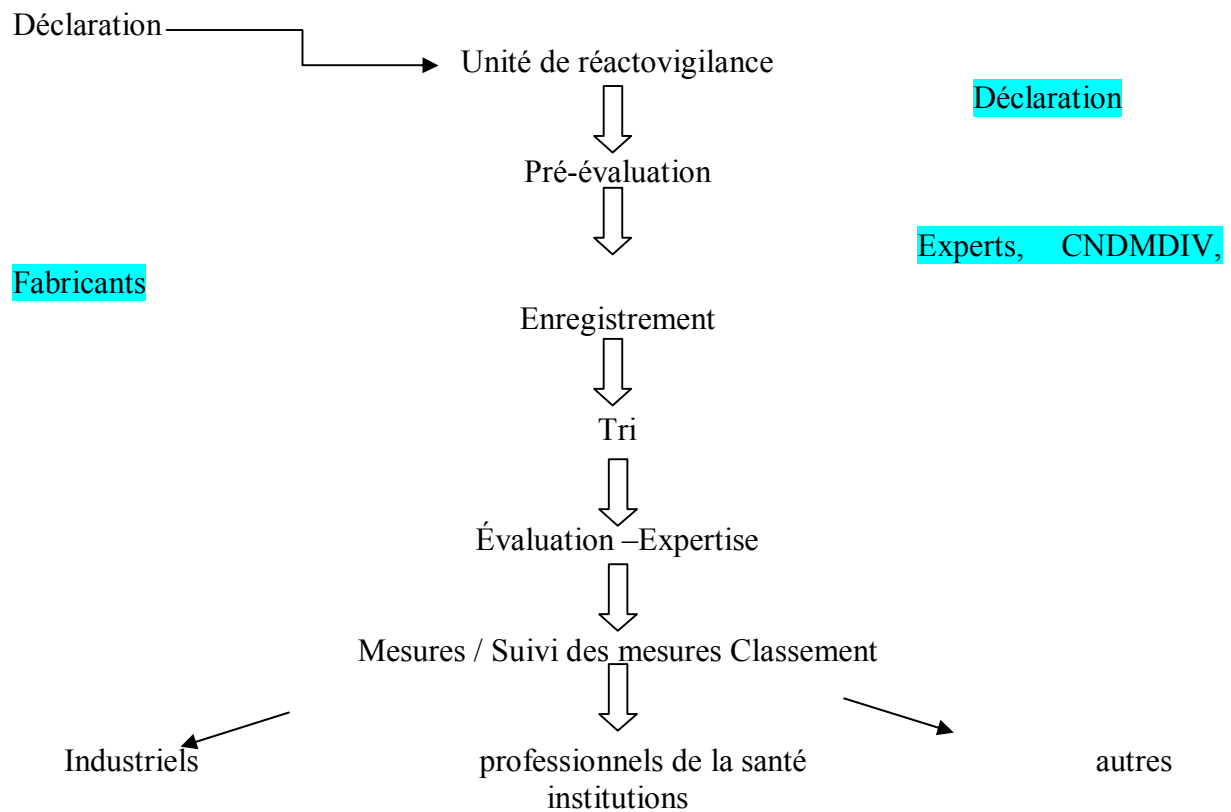 Déclaration
Unité de réactovigilance
Déclaration
Pré-évaluation
Experts, CNDMDIV,
Fabricants
Enregistrement
Tri
Évaluation –Expertise
Mesures / Suivi des mesures Classement
Industriels professionnels de la santé autres
institutions